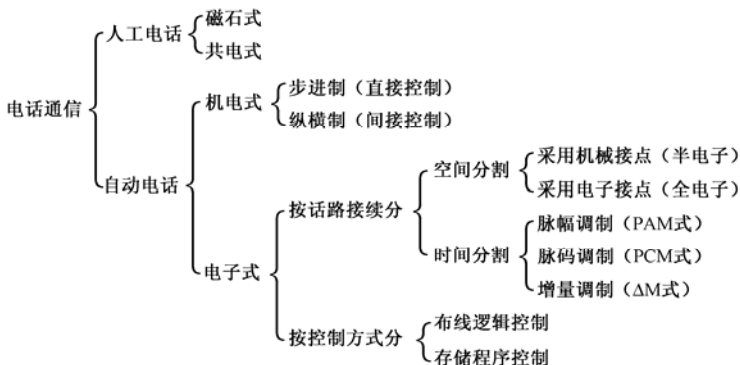 磁石式
人工电话
共电式
步进制（直接控制）
机电式
纵横制（间接控制）
电话通信
采用机械接点（半电子）
空间分割
自动电话
采用电子接点（全电子）
按话路接续分
脉幅调制（PAM式）
时间分割
脉码调制（PCM式）
电子式
增量调制（ΔM式）
布线逻辑控制
按控制方式分
存储程序控制